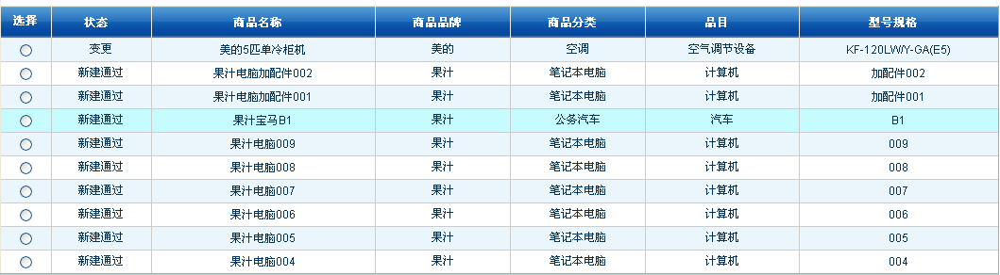 选择 状态 商品名称 商品品牌 商品分类 品目 型号规格
变更 美的5匹单冷柜机 美的 空调 空气调节设备 KF-120LW/Y-GA(E5)
新建通过 果汁电脑加配件002 果汁 笔记本电脑 计算机 加配件002
新建通过 果汁电脑加配件001 果汁 笔记本电脑 计算机 加配件001
新建通过 果汁宝马B1 果汁 公务汽车 汽车 B1
新建通过 果汁电脑009 果汁 笔记本电脑 计算机 009
新建通过 果汁电脑008 果汁 笔记本电脑 计算机 008
新建通过 果汁电脑007 果汁 笔记本电脑 计算机 007
新建通过 果汁电脑006 果汁 笔记本电脑 计算机 006
新建通过 果汁电脑005 果汁 笔记本电脑 计算机 005
新建通过 果汁电脑004 果汁 笔记本电脑 计算机 004